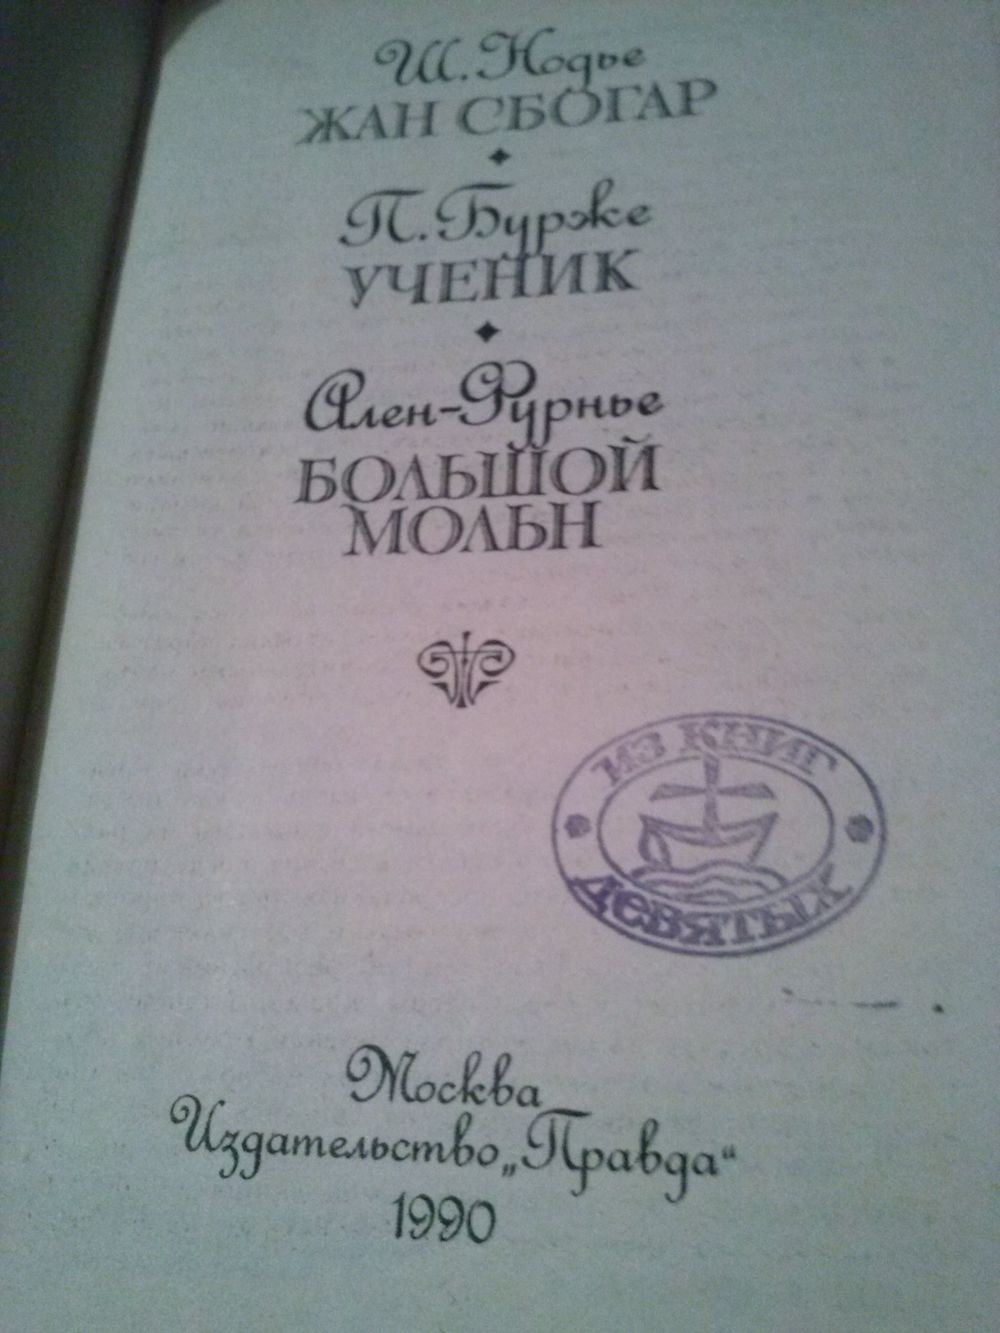 Ш. Нодье
ЖАН СБОГАР
П. Бурже
УЧЕНИК
Ален-Фурнье
БОЛЬШОЙ
МОЛЬН
ИЗ КНИГ
ДЕВЯТЫХ
Москва
Издательство „Правда“
1990